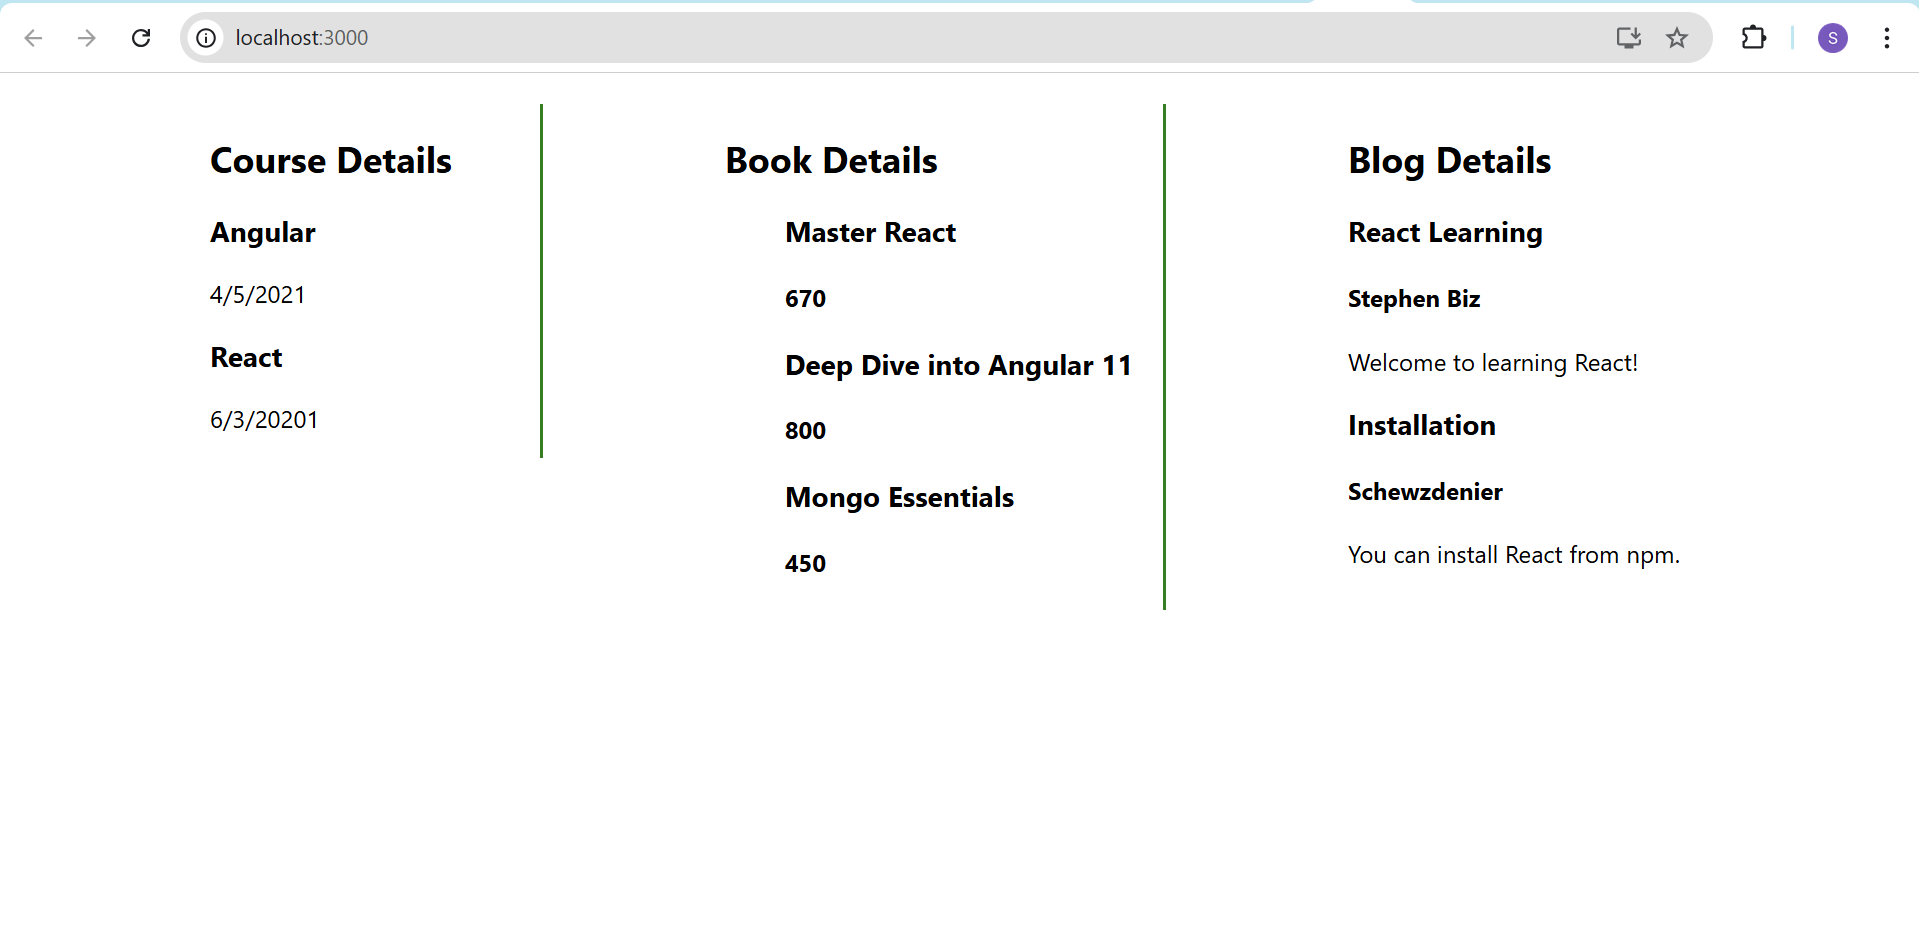 localhost:3000
S
Course Details
Angular
4/5/2021
React
6/3/20201
Book Details
Master React
670
Deep Dive into Angular 11
800
Mongo Essentials
450
Blog Details
React Learning
Stephen Biz
Welcome to learning React!
Installation
Schewzdenier
You can install React from npm.